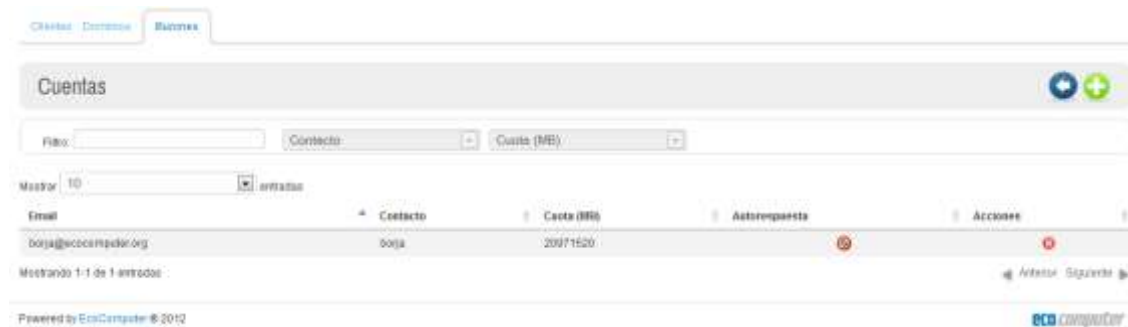 Clientes Dominios Buzones
Cuentas
Filtro: Contacto Cuota (MB)
Mostrar 10 entradas
Email Contacto Cuota (MB) Autorespuesta Acciones
borja@ecocomputer.org borja 20971520
Mostrando 1-1 de 1 entradas Anterior Siguiente
Powered by EcoComputer © 2012 eco computer